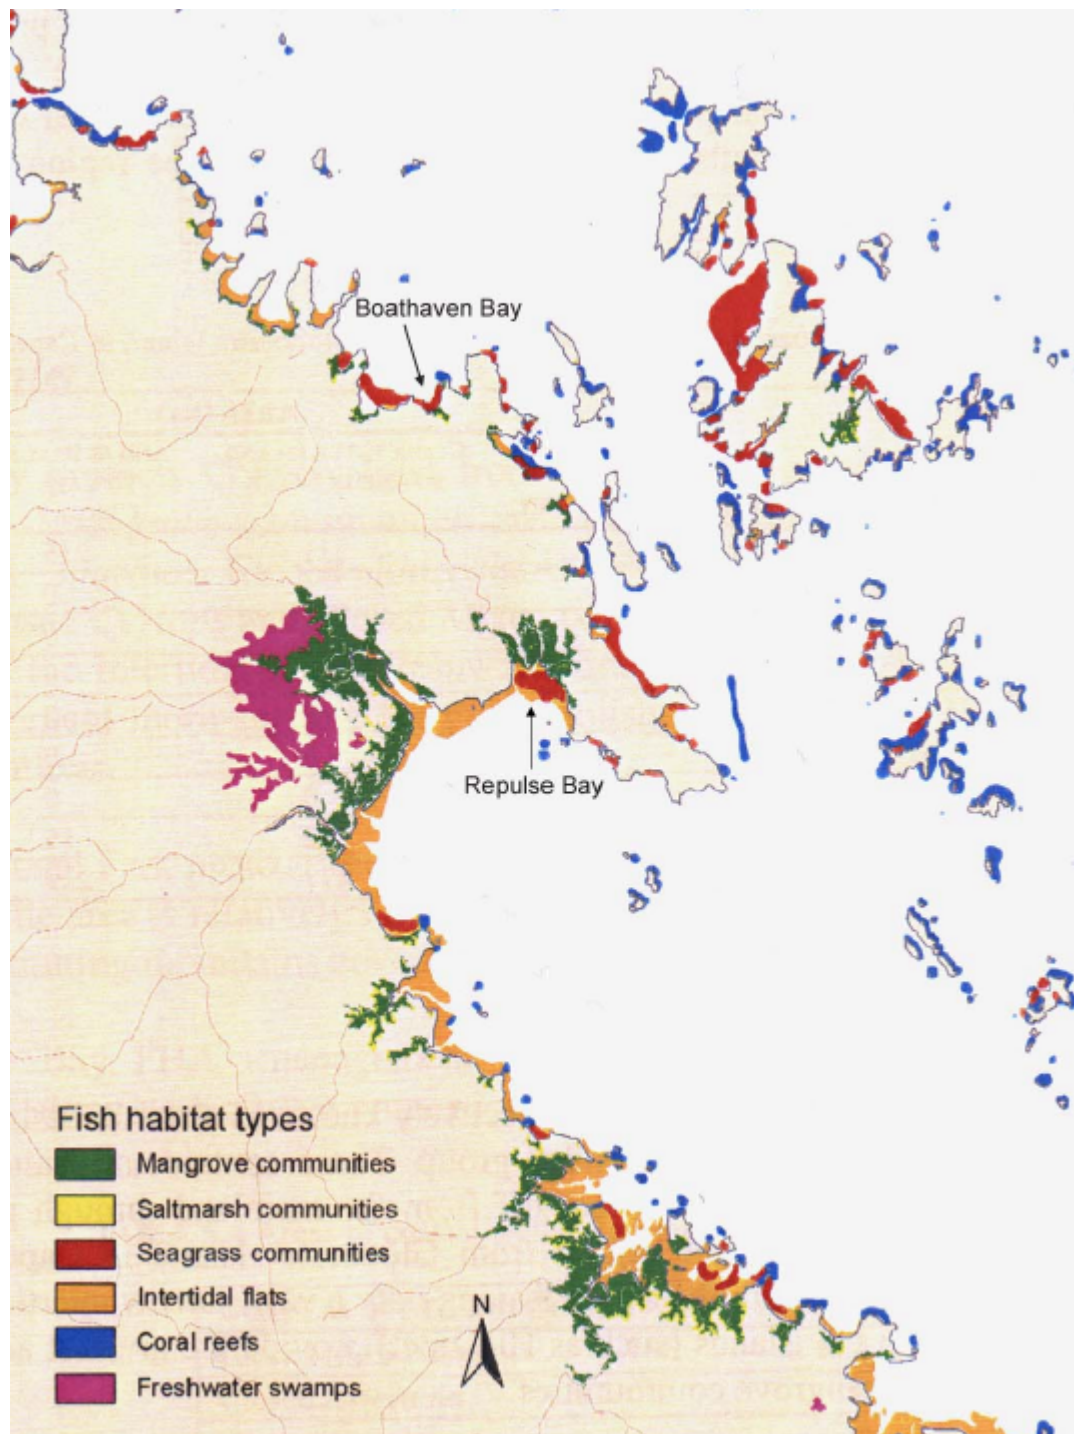 Boathaven Bay
Repulse Bay
Fish habitat types
Mangrove communities
Saltmarsh communities
Seagrass communities
Intertidal flats
Coral reefs
Freshwater swamps
N